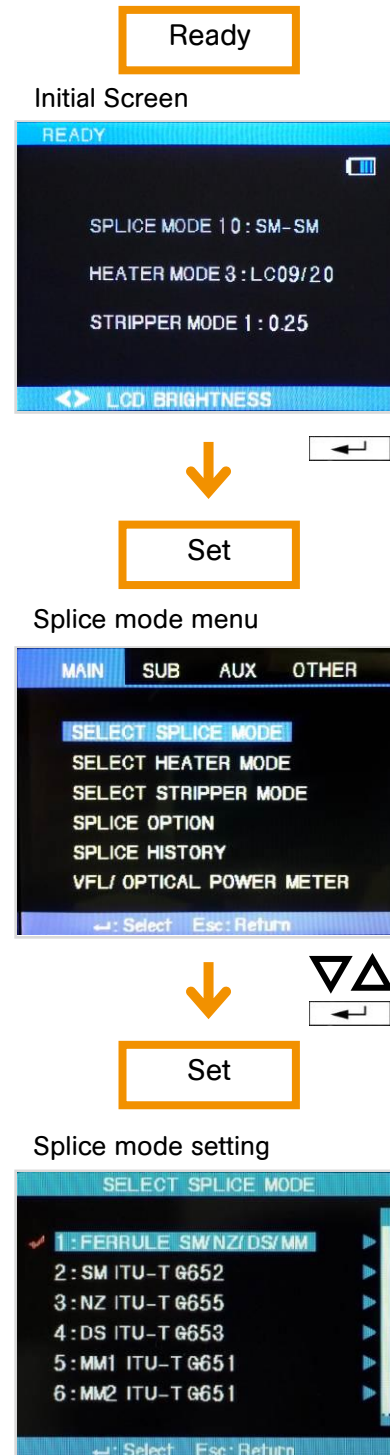 Ready
Initial Screen
READY
SPLICE MODE 10 : SM-SM
HEATER MODE 3 : LC09/20
STRIPPER MODE 1 : 0.25
<> LCD BRIGHTNESS
Set
Splice mode menu
MAIN SUB AUX OTHER
SELECT SPLICE MODE
SELECT HEATER MODE
SELECT STRIPPER MODE
SPLICE OPTION
SPLICE HISTORY
VFL/ OPTICAL POWER METER
↵: Select Esc: Return
Set
Splice mode setting
SELECT SPLICE MODE
1:FERRULE SM/NZ/DS/MM
2:SM ITU-T G652
3:NZ ITU-T G655
4:DS ITU-T G653
5:MM1 ITU-T G651
6:MM2 ITU-T G651
↵: Select Esc: Return